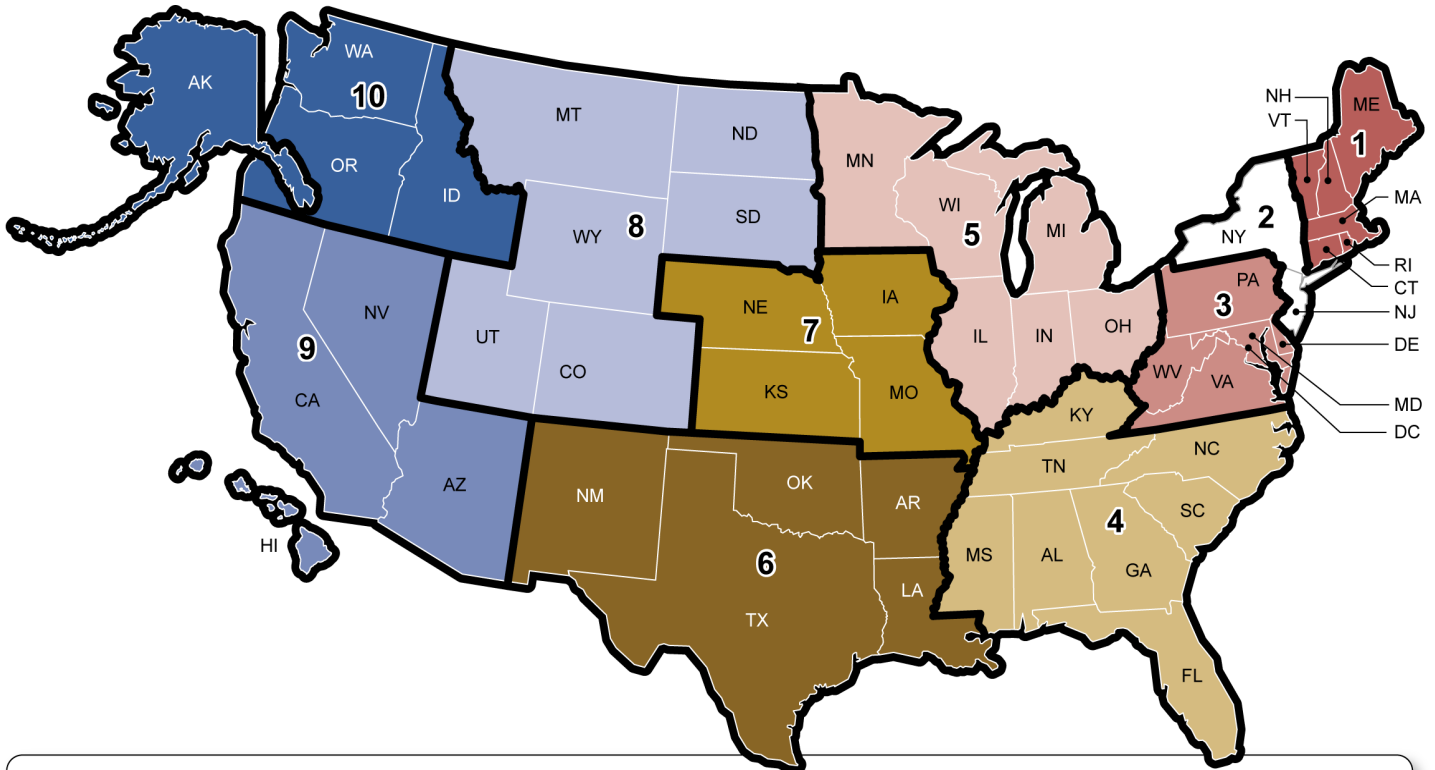 WA
AK
10
OR
ID
MT
ND
WY
8
SD
MN
WI
5
MI
NH
VT
ME
1
MA
2
NY
RI
CT
NJ
DE
MD
DC
PA
3
WV
VA
NV
9
CA
UT
CO
NE
7
IA
KS
MO
IL
IN
OH
KY
TN
NC
AZ
HI
NM
OK
AR
6
TX
LA
MS
AL
4
GA
SC
FL